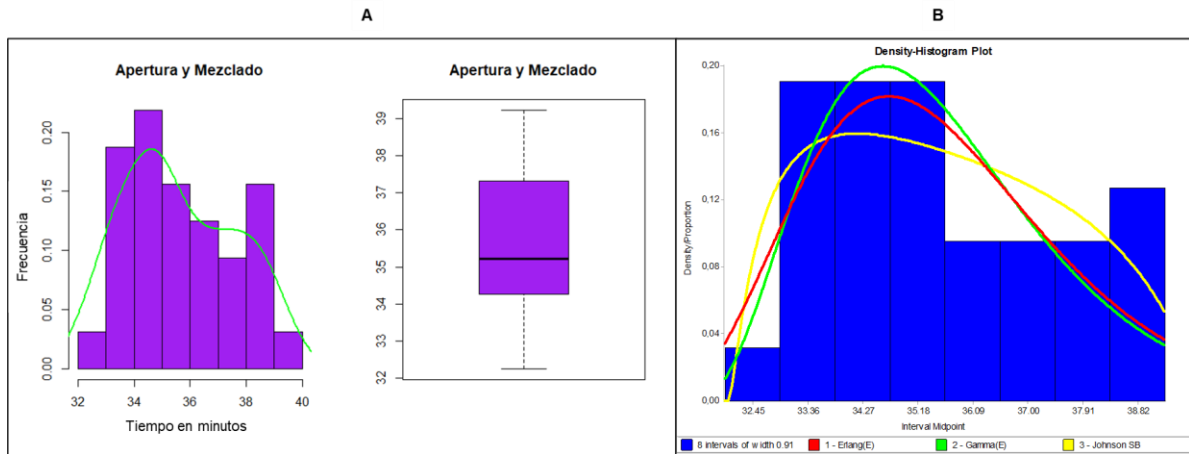 A
B
Apertura y Mezclado
Frecuencia
0.00 0.05 0.10 0.15 0.20
32 34 36 38 40
Tiempo en minutos
Apertura y Mezclado
32 33 34 35 36 37 38 39
Density-Histogram Plot
Density/Proportion
0,20
0,16
0,12
0,08
0,04
0,00
32.45 33.36 34.27 35.18 36.09 37.00 37.91 38.82
Interval Midpoint
8 intervals of width 0.91 1 - Erlang(E) 2 - Gamma(E) 3 - Johnson SB